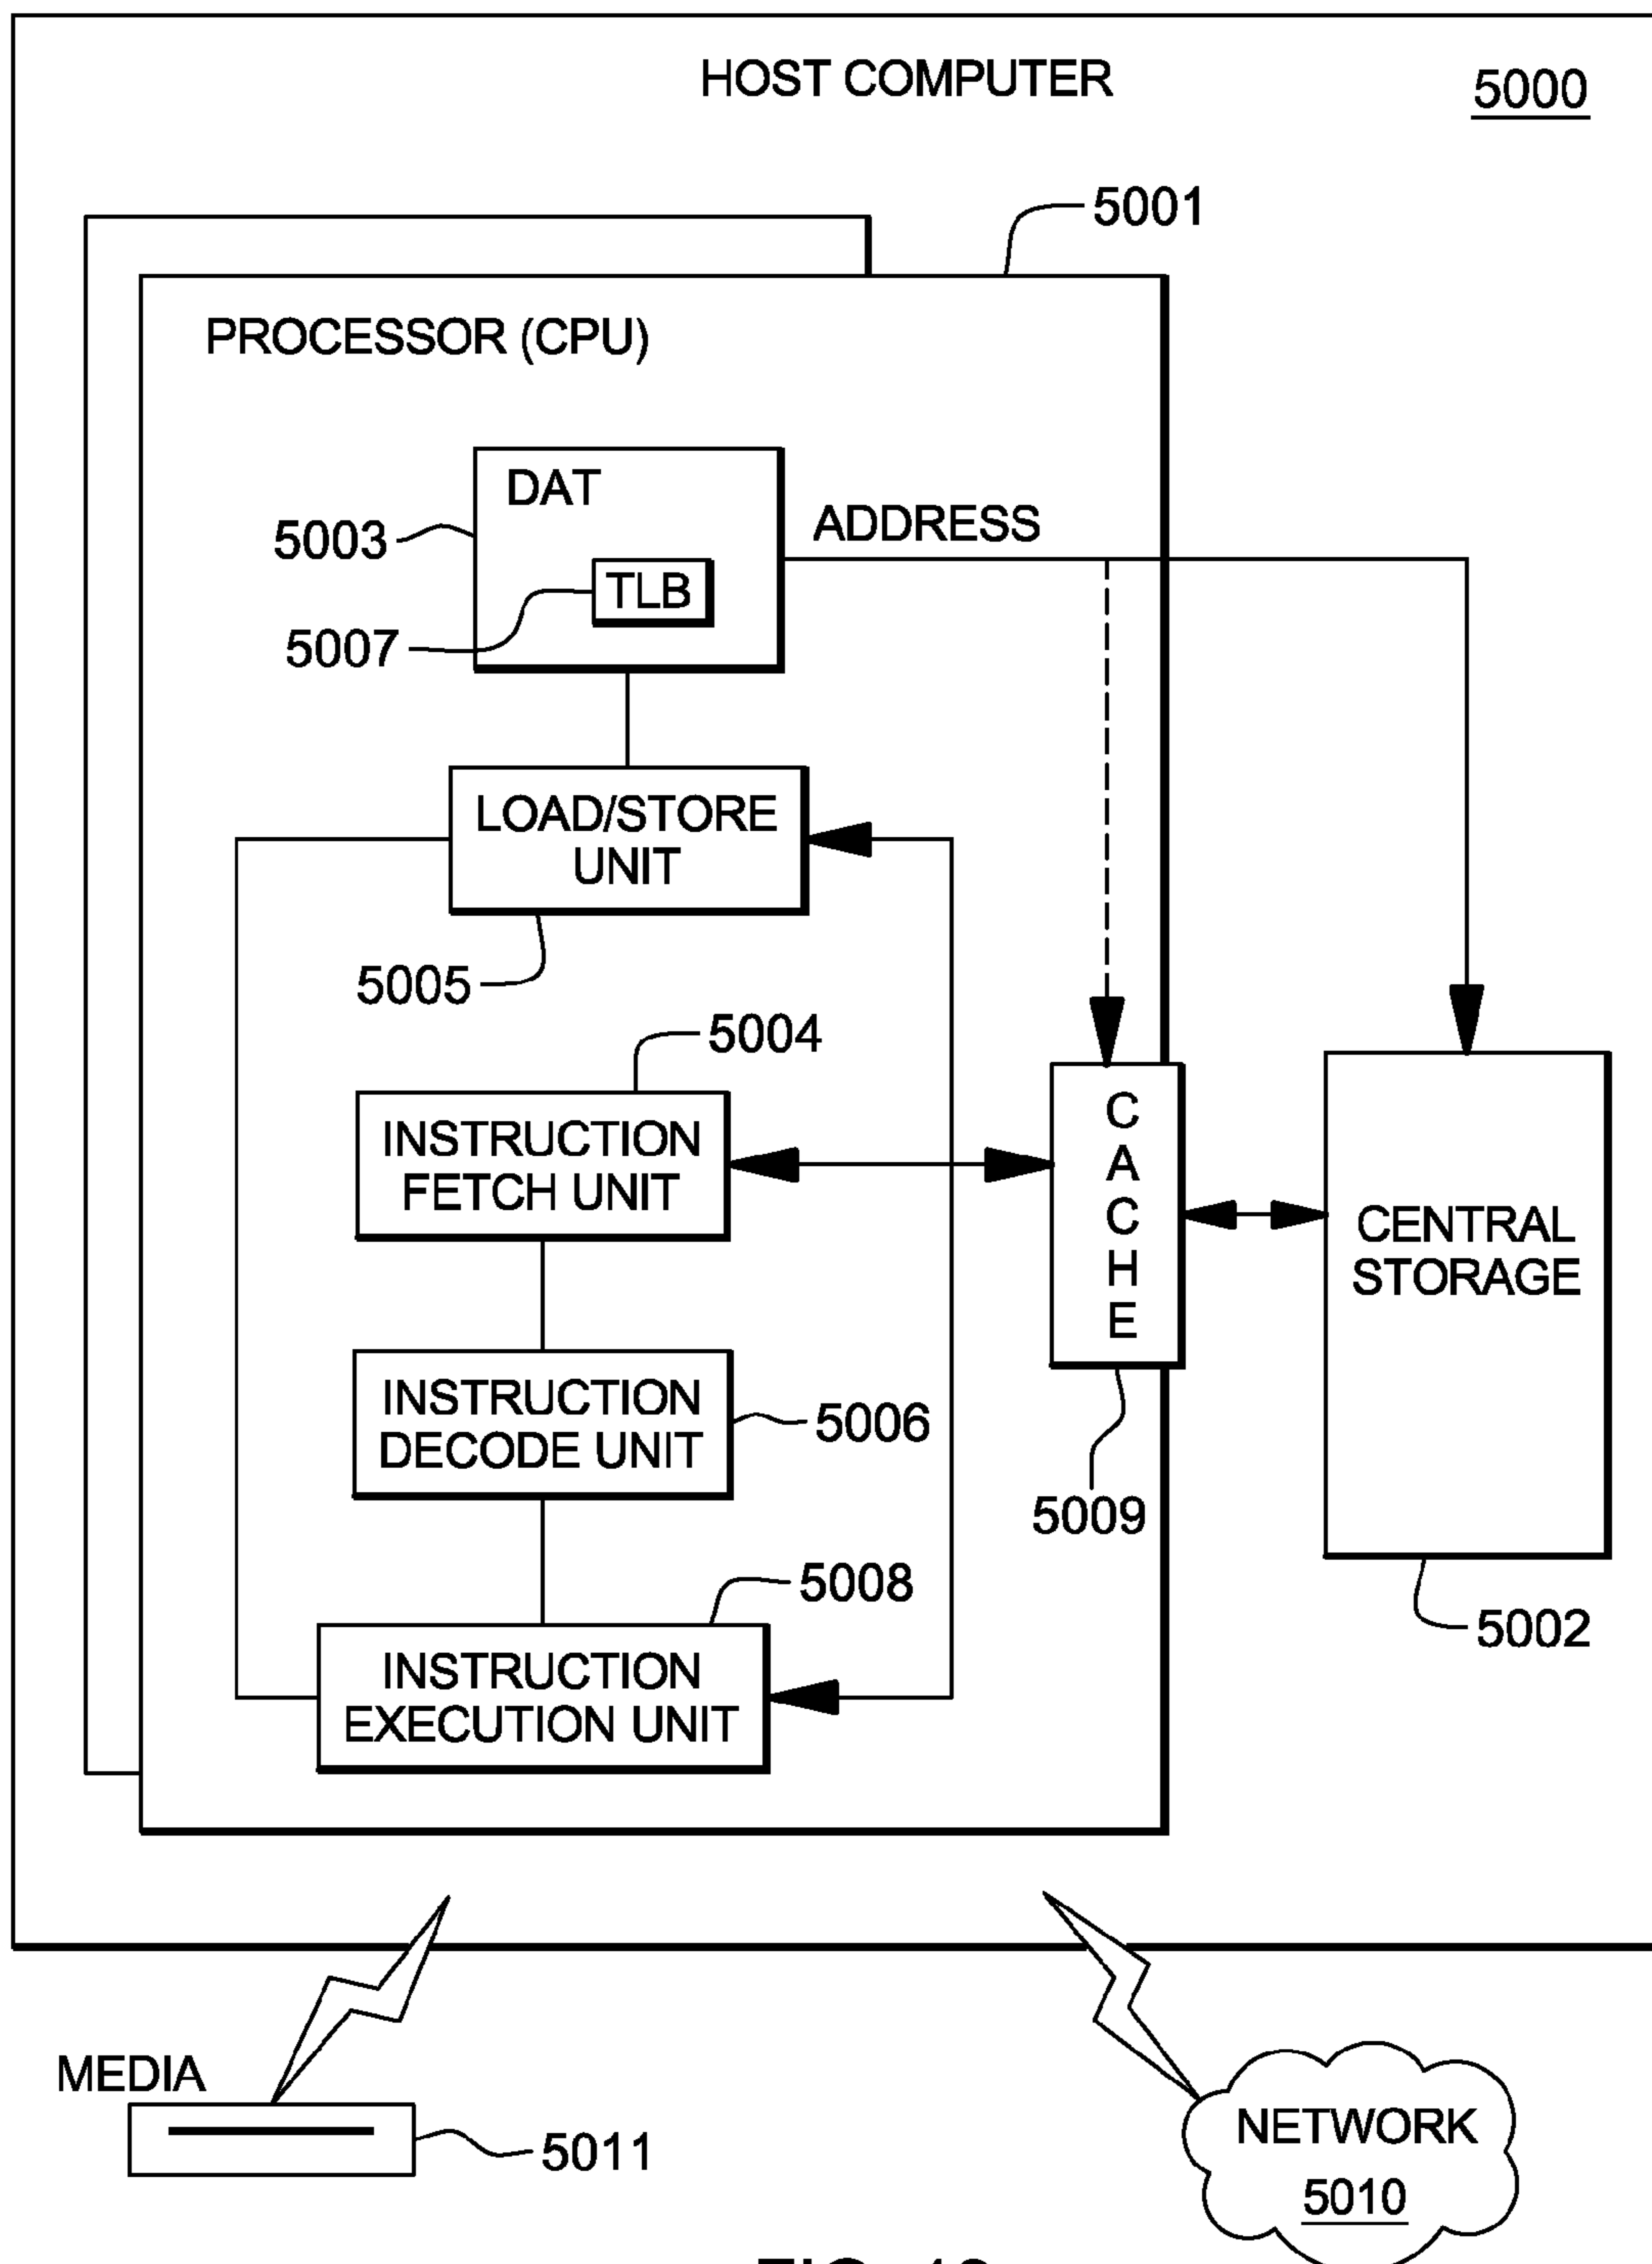 HOST COMPUTER
5000
5001
PROCESSOR (CPU)
DAT
5003
ADDRESS
TLB
5007
LOAD/STORE
UNIT
5005
5004
INSTRUCTION
FETCH UNIT
CACHE
CENTRAL
STORAGE
INSTRUCTION
DECODE UNIT
5006
5009
5008
5002
INSTRUCTION
EXECUTION UNIT
MEDIA
5011
NETWORK
5010